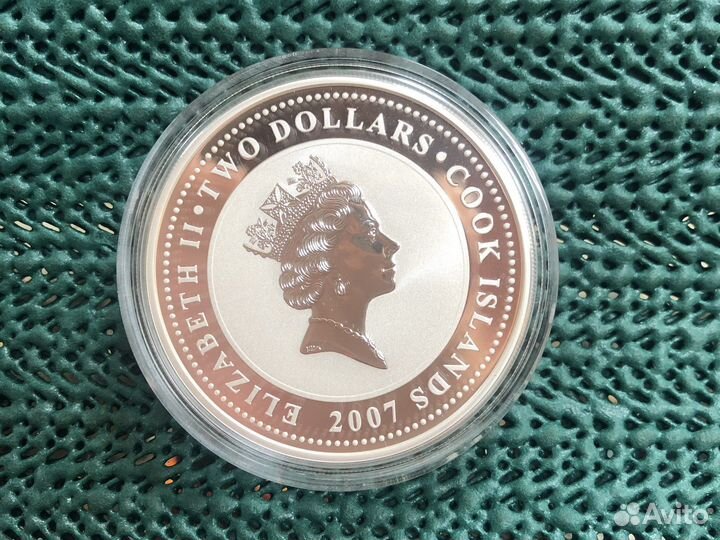 ELIZABETH II • TWO DOLLARS • COOK ISLANDS
2007
Avito